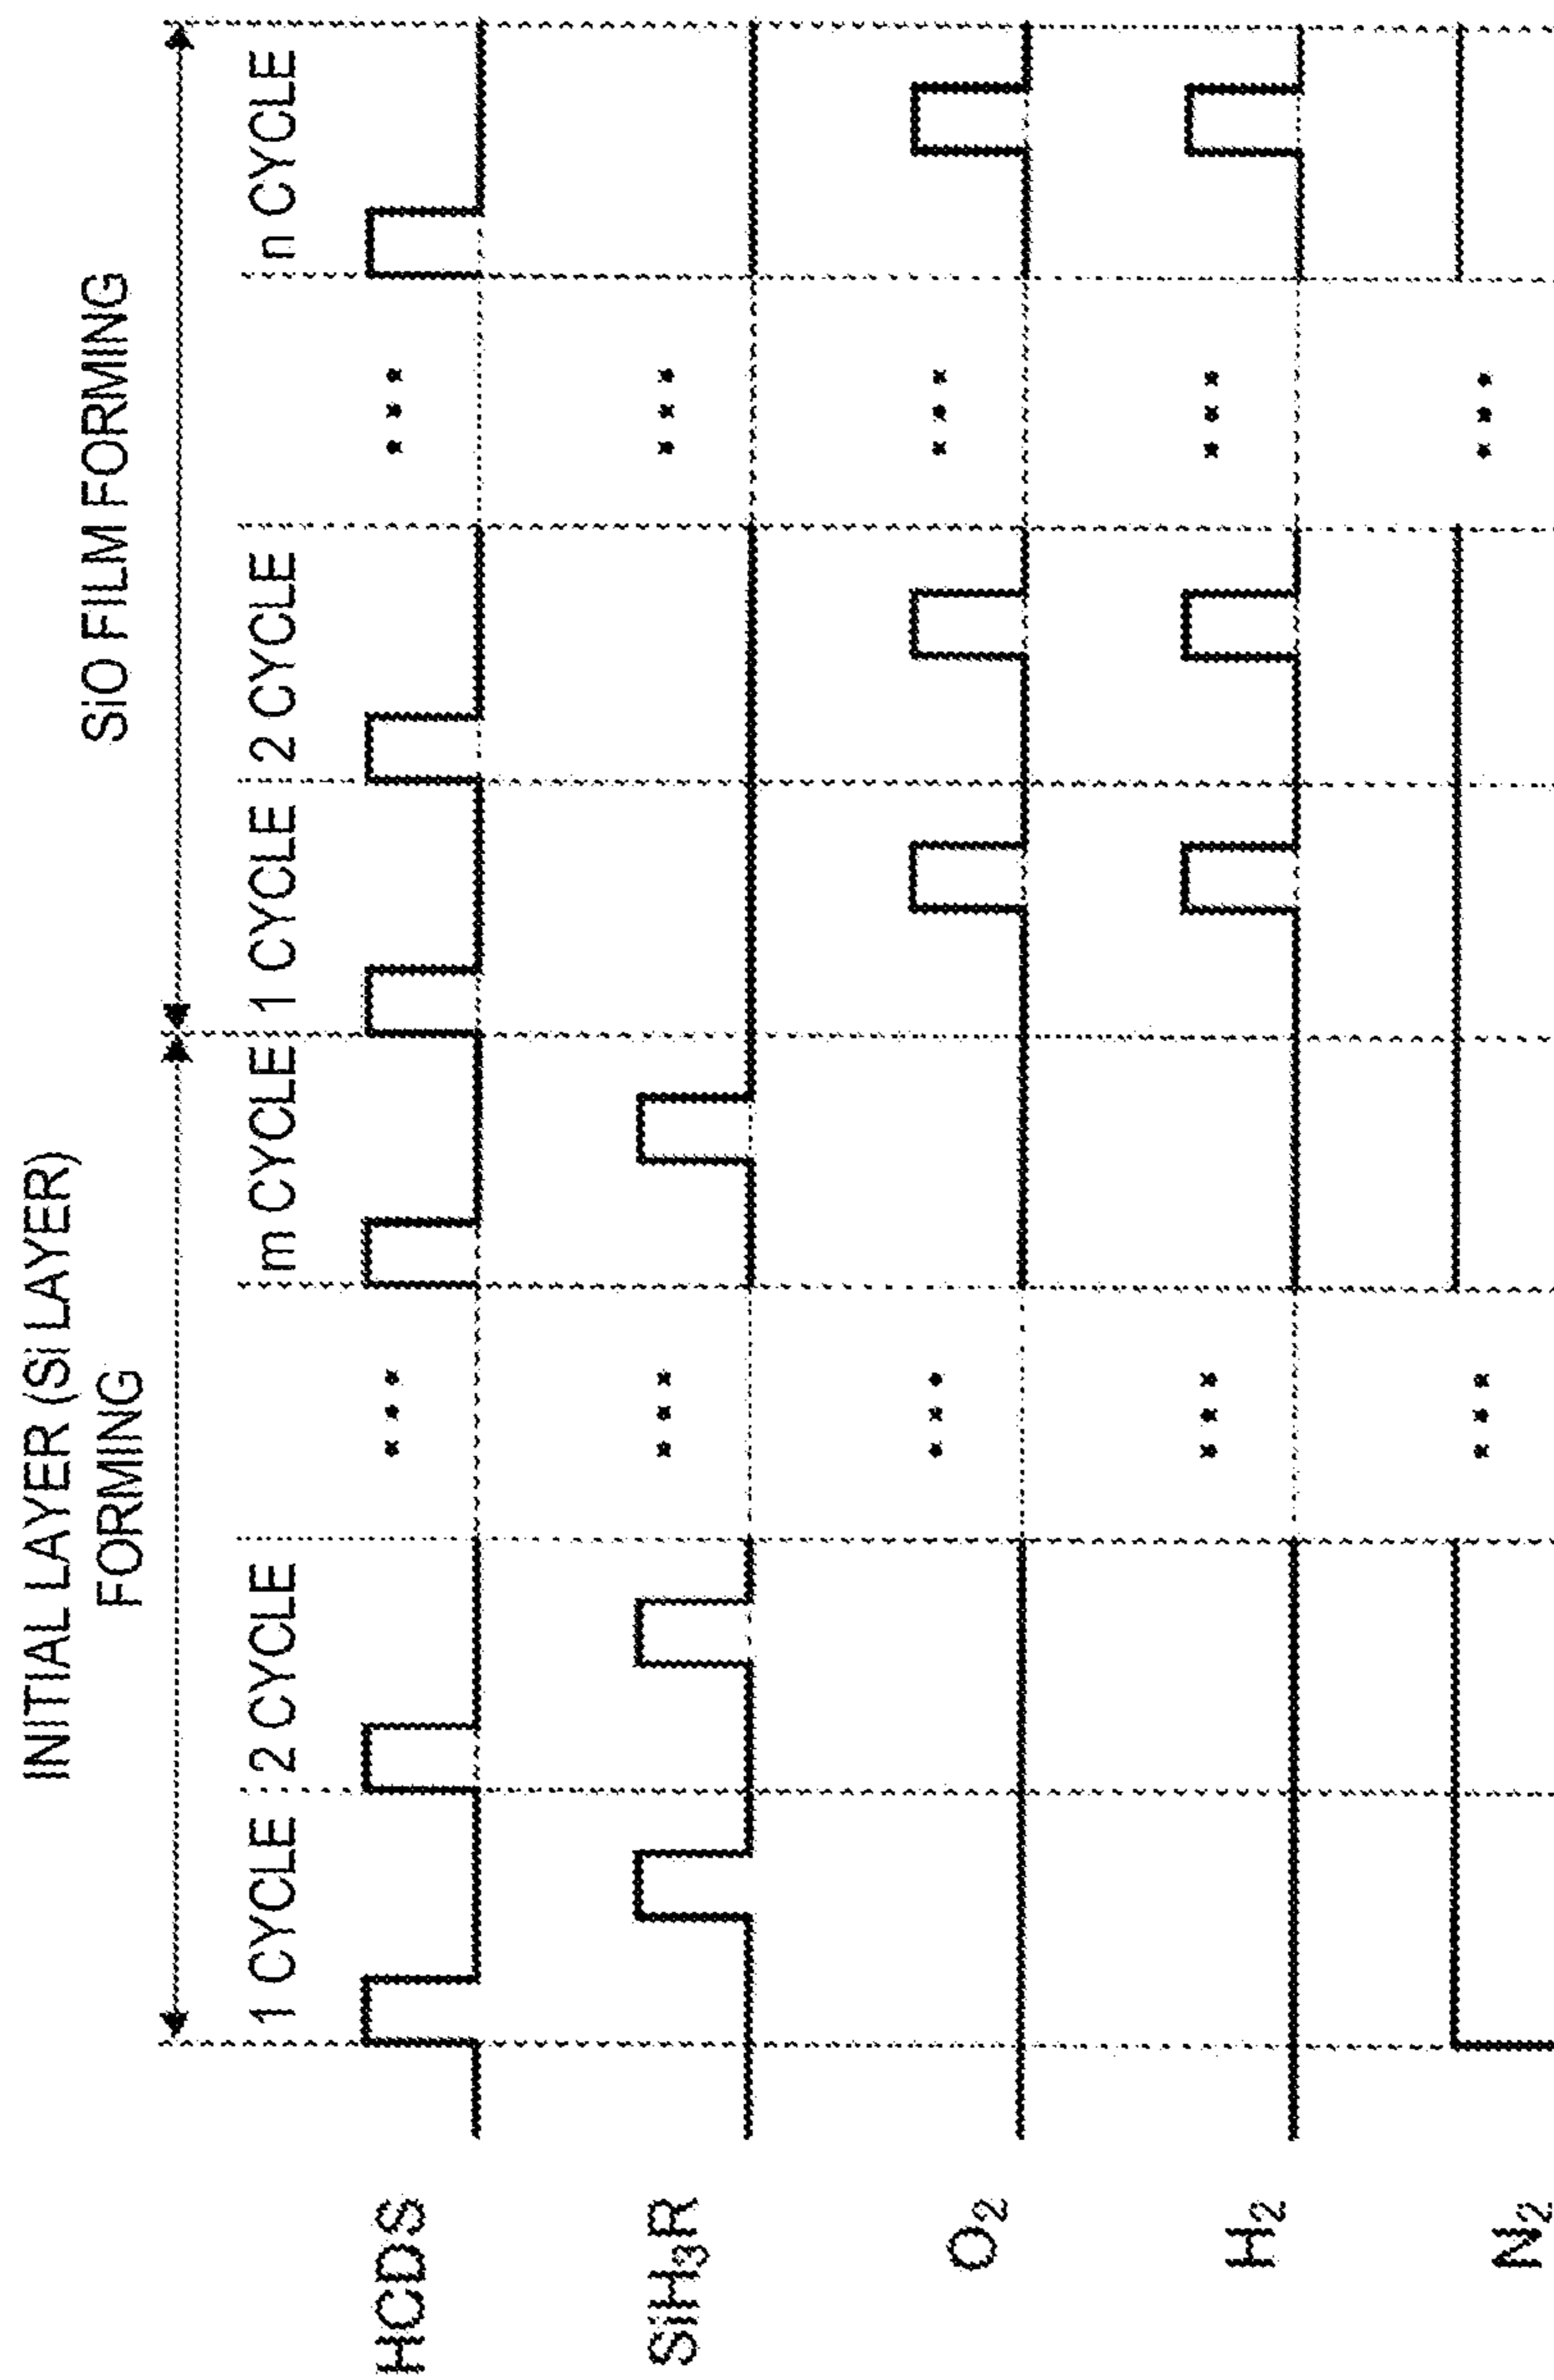 INITIAL LAYER (Si LAYER)
FORMING
SiO FILM FORMING
1 CYCLE
2 CYCLE
m CYCLE
1 CYCLE
2 CYCLE
n CYCLE
HCDS
SiH₃R
O₂
H₂
N₂